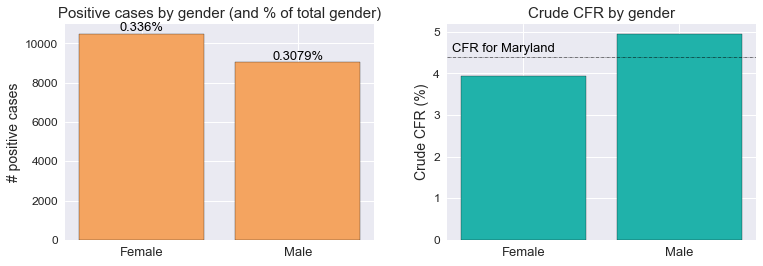 Positive cases by gender (and % of total gender)
# positive cases
10000
8000
6000
4000
2000
0
0.336%
0.3079%
Female
Male
Crude CFR by gender
Crude CFR (%)
5
4
3
2
1
0
CFR for Maryland
Female
Male